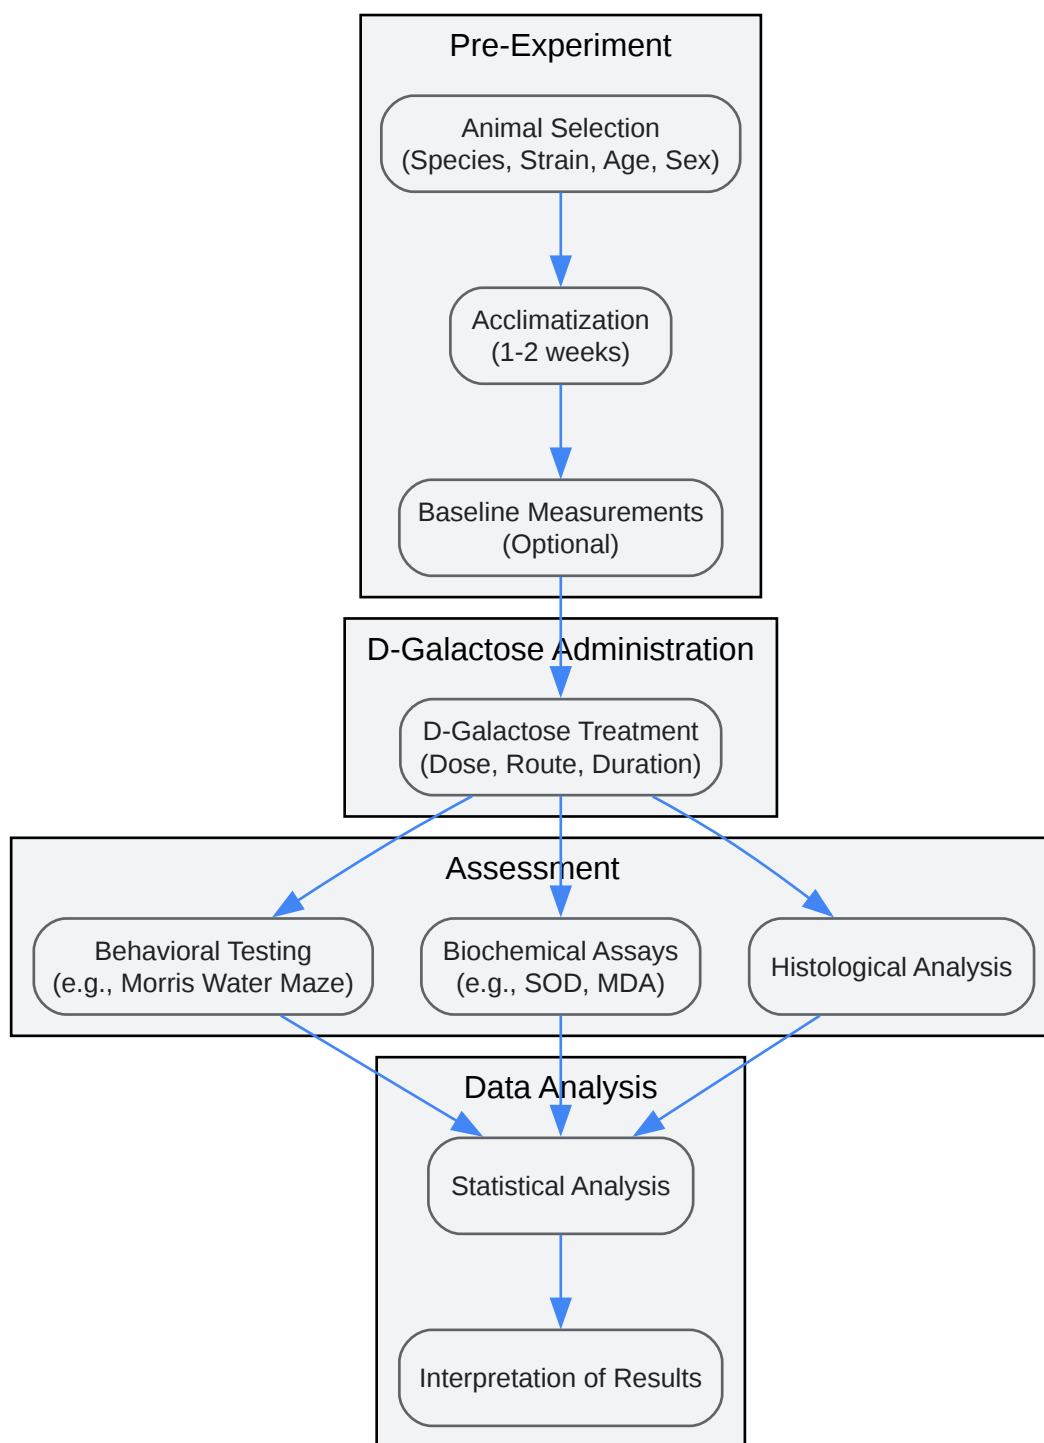 Pre-Experiment
Animal Selection
(Species, Strain, Age, Sex)
Acclimatization
(1-2 weeks)
Baseline Measurements
(Optional)
D-Galactose Administration
D-Galactose Treatment
(Dose, Route, Duration)
Assessment
Behavioral Testing
(e.g., Morris Water Maze)
Biochemical Assays
(e.g., SOD, MDA)
Histological Analysis
Data Analysis
Statistical Analysis
Interpretation of Results